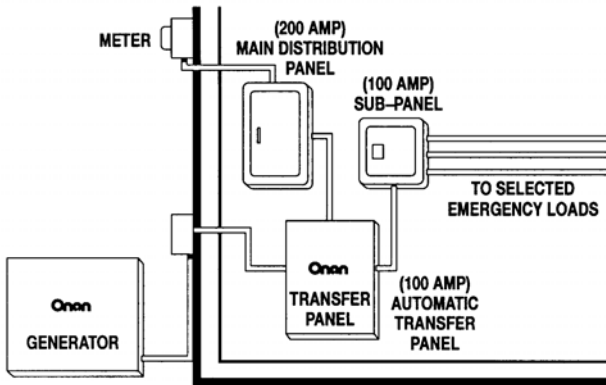 METER
(200 AMP)
MAIN DISTRIBUTION
PANEL
(100 AMP)
SUB–PANEL
TO SELECTED
EMERGENCY LOADS
Onan
TRANSFER
PANEL
(100 AMP)
AUTOMATIC
TRANSFER
PANEL
Onan
GENERATOR